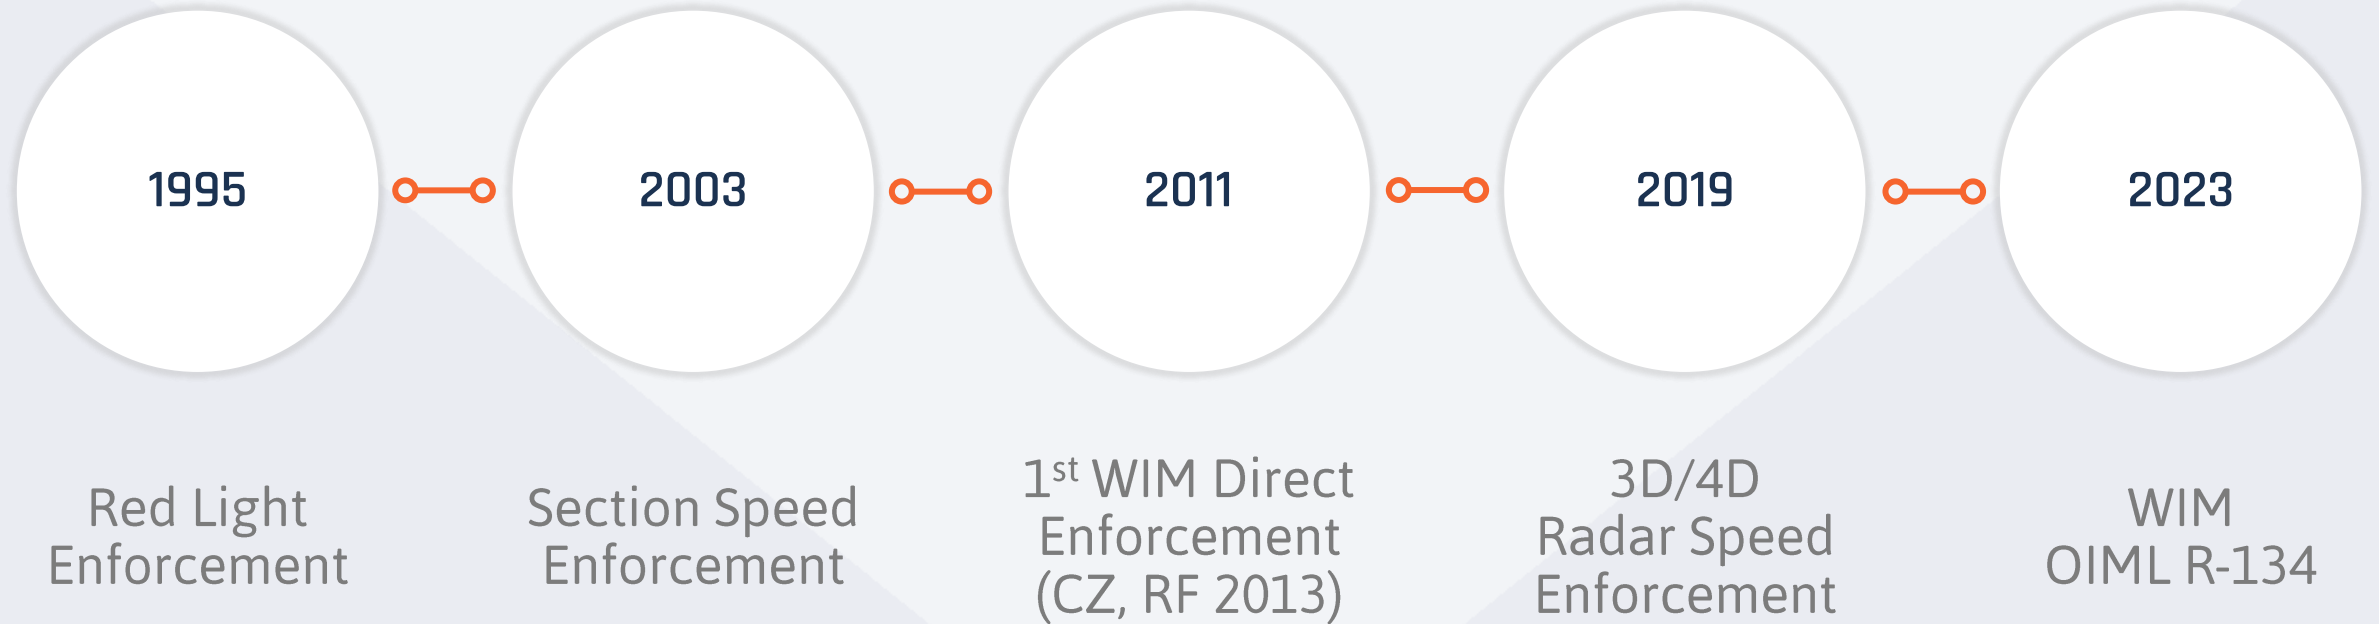 1995
2003
2011
2019
2023
Red Light
Enforcement
Section Speed
Enforcement
1st WIM Direct
Enforcement
(CZ, RF 2013)
3D/4D
Radar Speed
Enforcement
WIM
OIML R-134